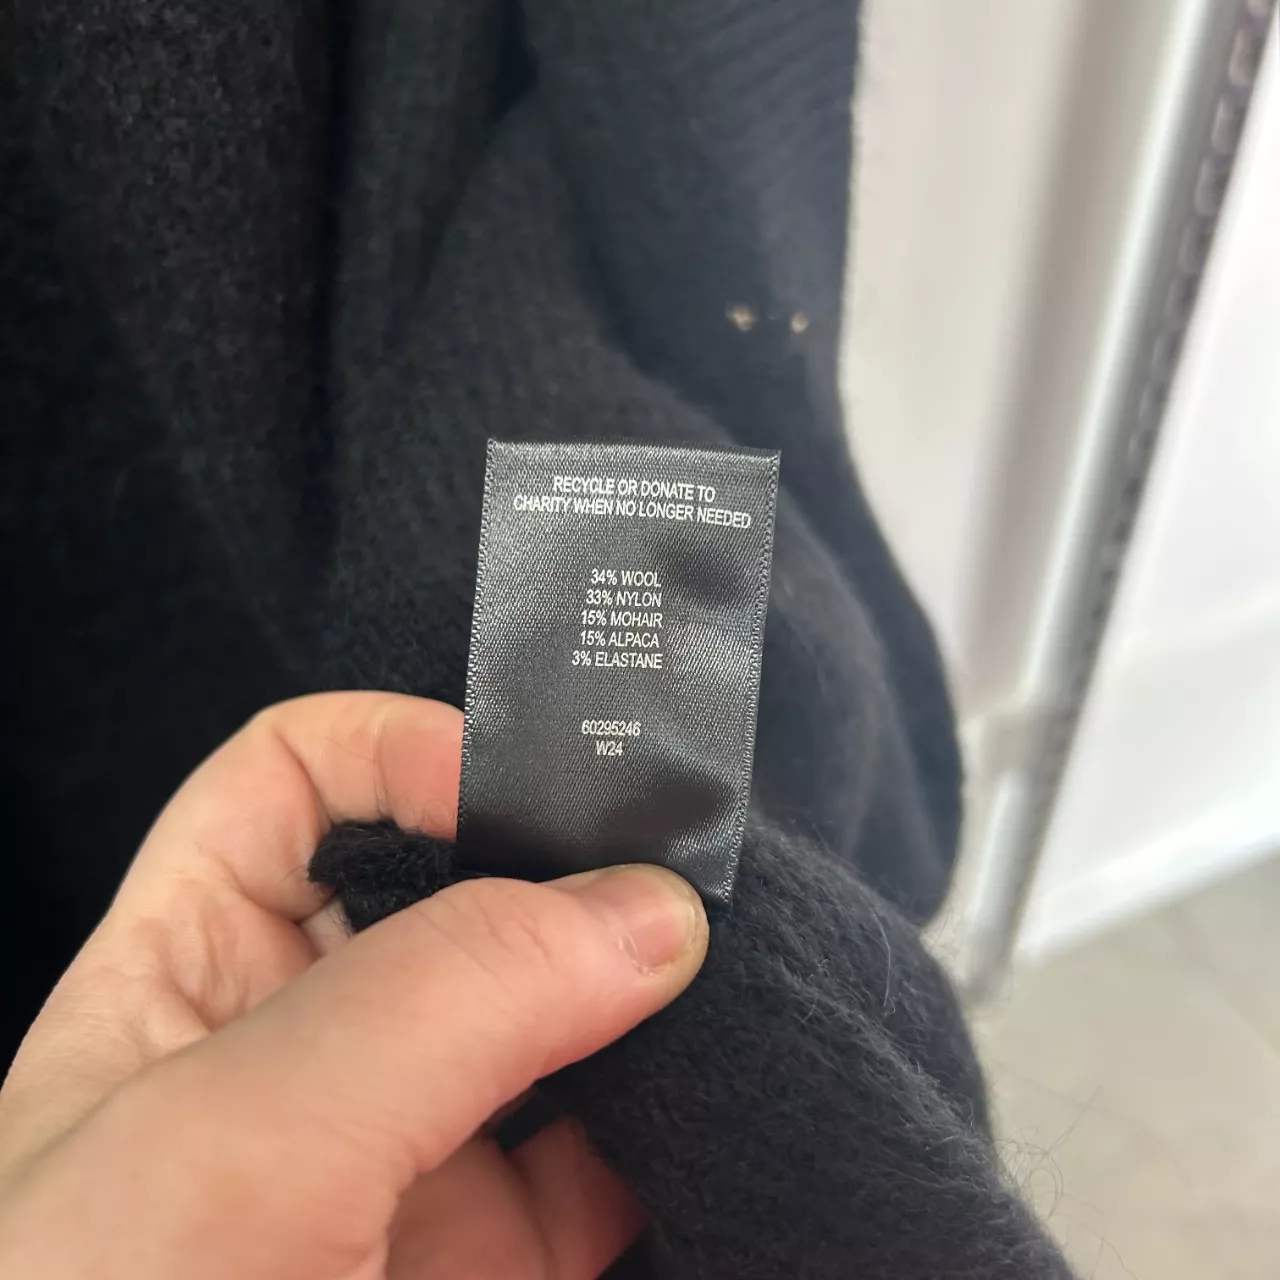 RECYCLE OR DONATE TO
CHARITY WHEN NO LONGER NEEDED
34% WOOL
33% NYLON
15% MOHAIR
15% ALPACA
3% ELASTANE
60295246
W24